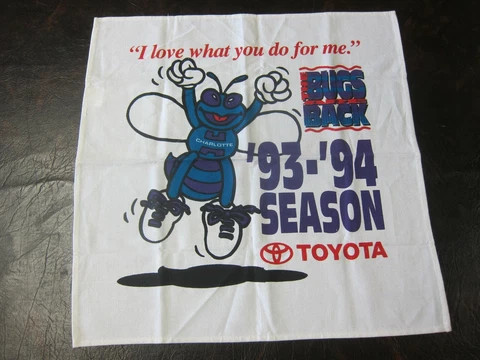 “I love what you do for me.”
THE
BUGS
BACK
CHARLOTTE
’93-’94
SEASON
TOYOTA